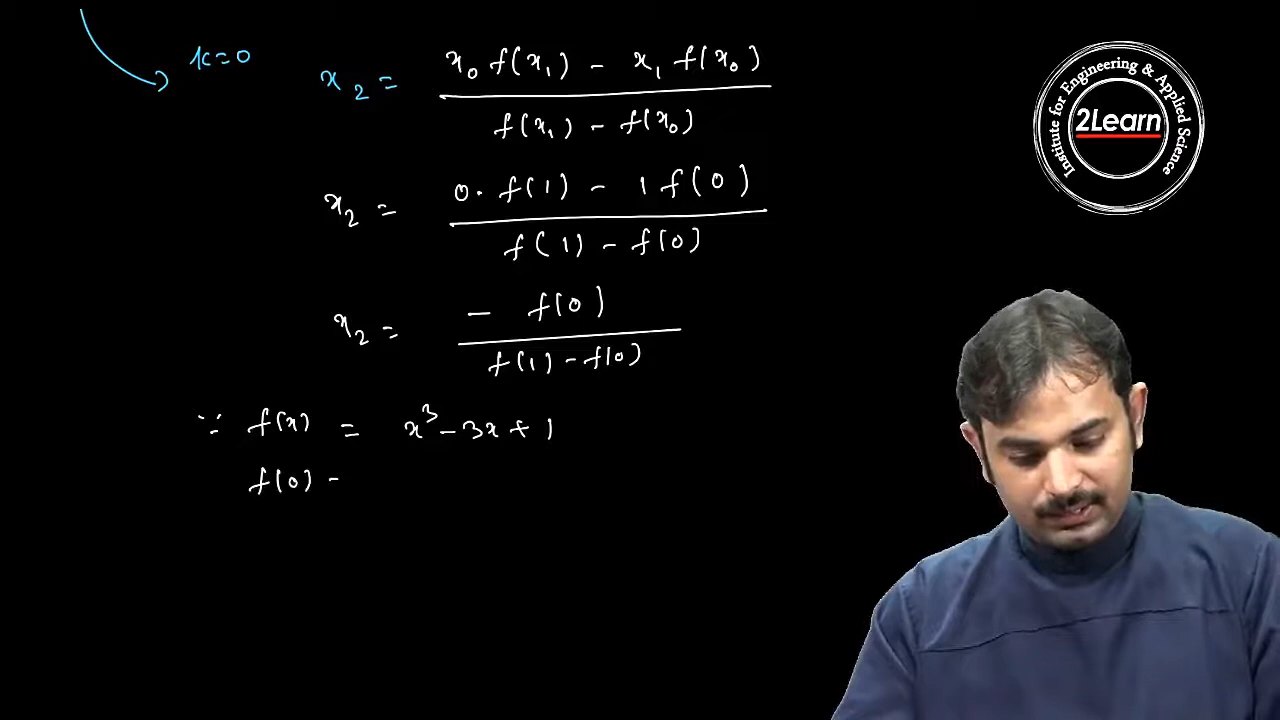 k=0
x₂ = (x₀ f(x₁) - x₁ f(x₀)) / (f(x₁) - f(x₀))
x₂ = (0. f(1) - 1 f(0)) / (f(1) - f(0))
x₂ = - f(0) / (f(1) - f(0))
∵ f(x) = x³ - 3x + 1
f(0) -
Institute for Engineering & Applied Science
2Learn